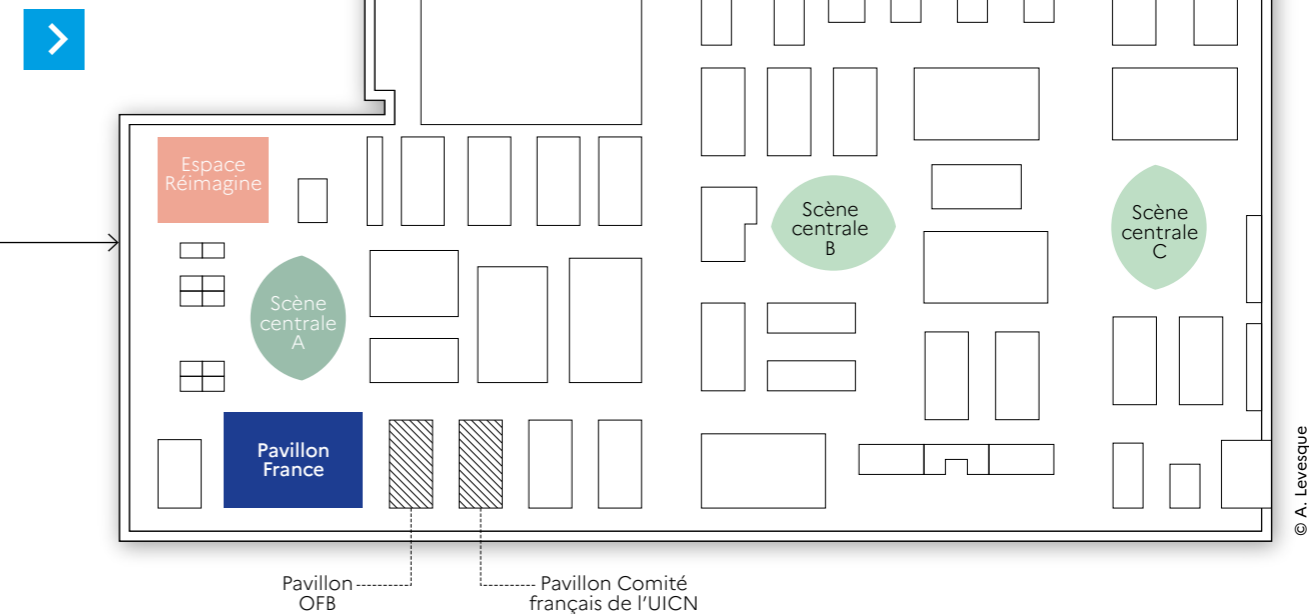 Espace
Réimagine
Scène
centrale
A
Scène
centrale
B
Scène
centrale
C
Pavillon
France
Pavillon
OFB
Pavillon Comité
français de l’UICN
© A. Levesque